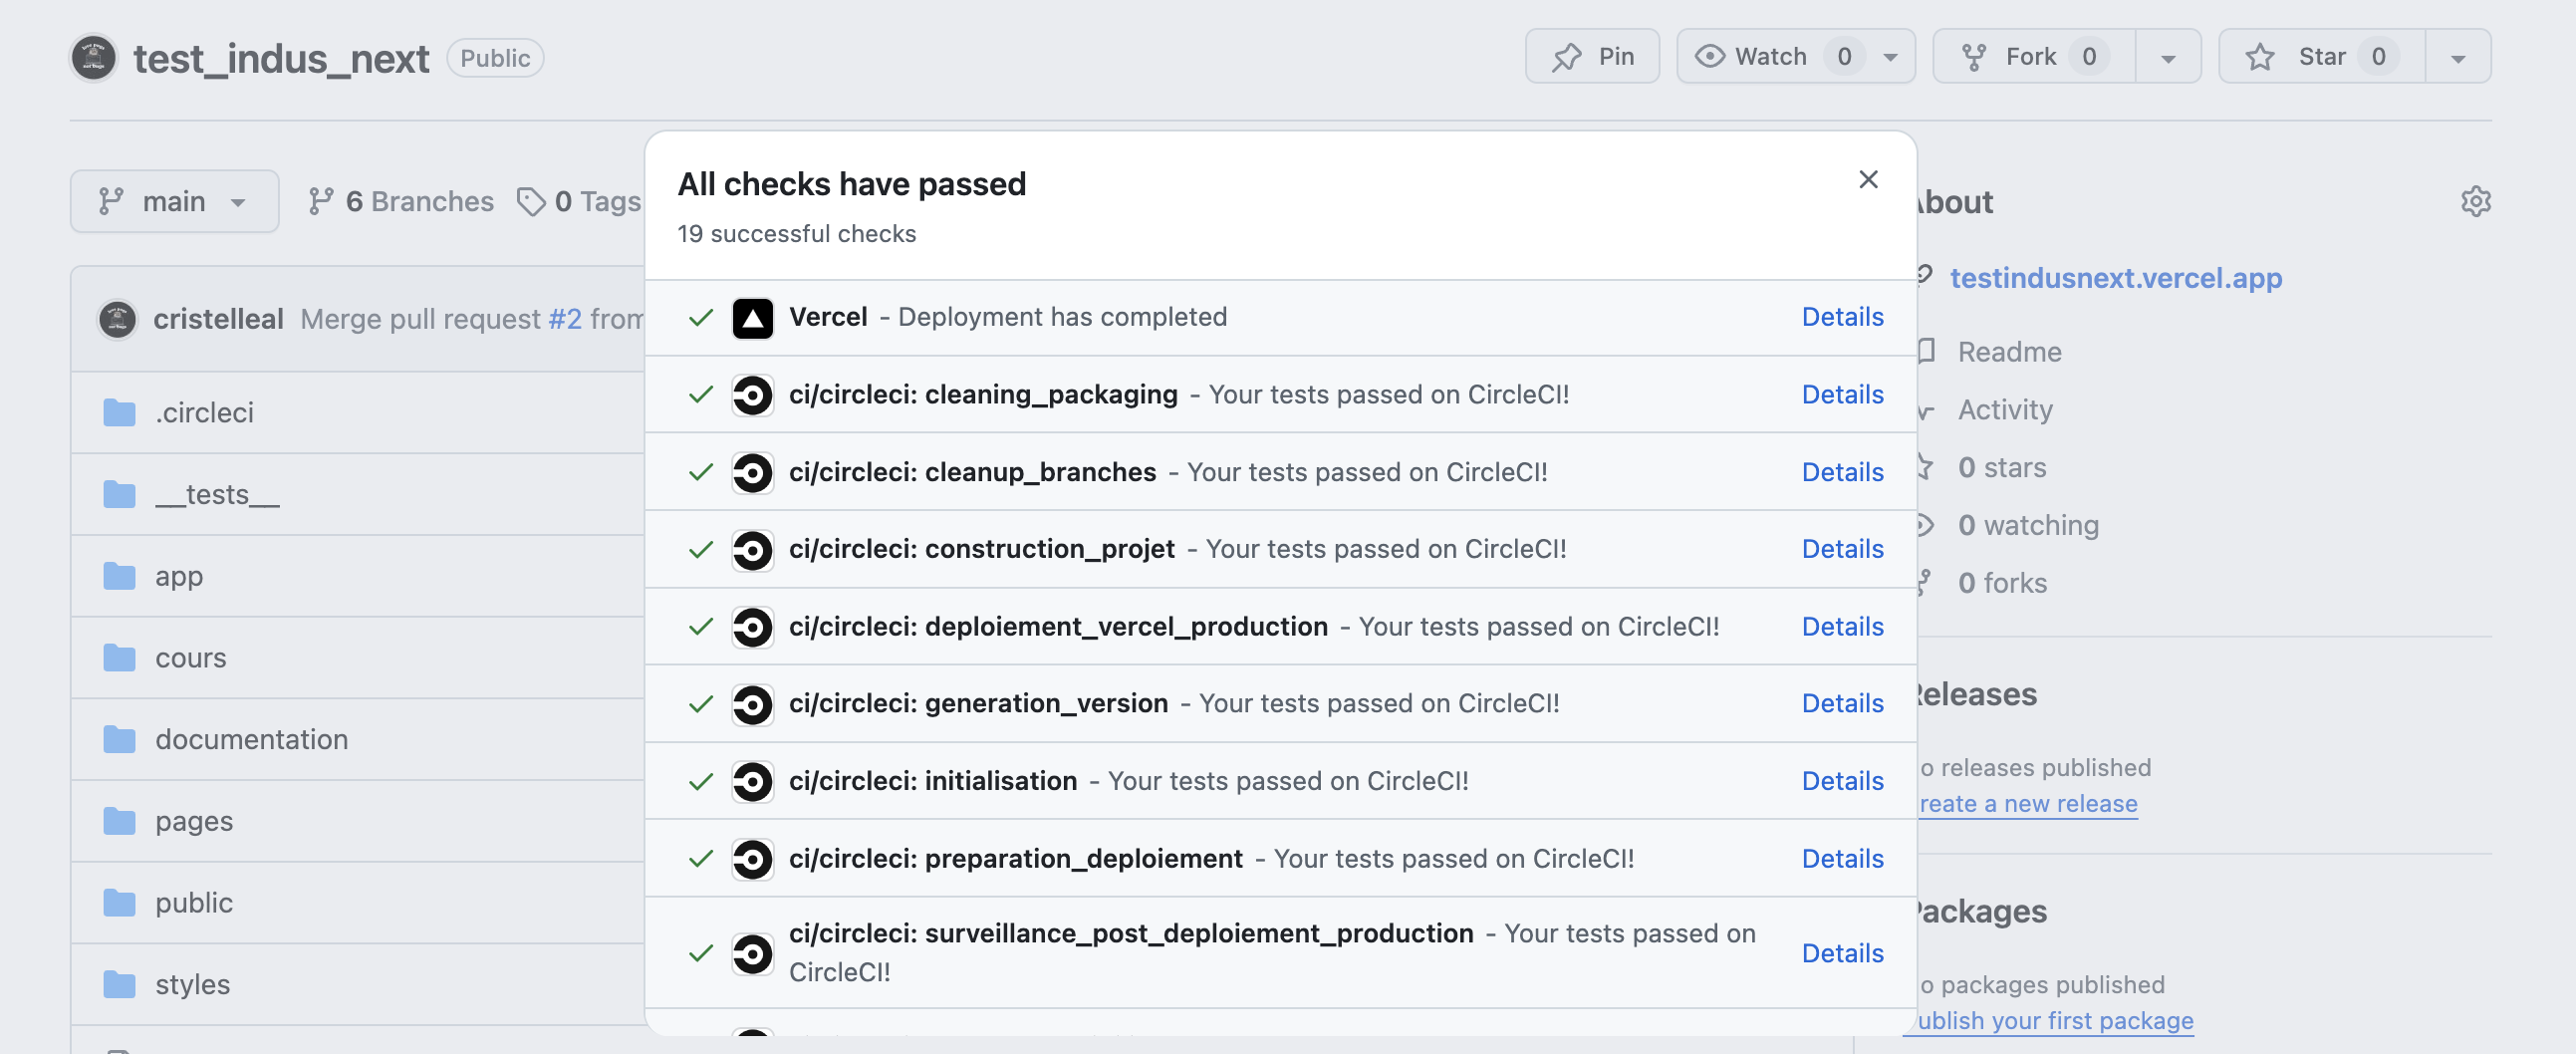 test_indus_next Public
Pin
Watch 0
Fork 0
Star 0
main
6 Branches
0 Tags
cristelleal Merge pull request #2 from
.circleci
__tests__
app
cours
documentation
pages
public
styles
All checks have passed
19 successful checks
Vercel - Deployment has completed Details
ci/circleci: cleaning_packaging - Your tests passed on CircleCI! Details
ci/circleci: cleanup_branches - Your tests passed on CircleCI! Details
ci/circleci: construction_projet - Your tests passed on CircleCI! Details
ci/circleci: deploiement_vercel_production - Your tests passed on CircleCI! Details
ci/circleci: generation_version - Your tests passed on CircleCI! Details
ci/circleci: initialisation - Your tests passed on CircleCI! Details
ci/circleci: preparation_deploiement - Your tests passed on CircleCI! Details
ci/circleci: surveillance_post_deploiement_production - Your tests passed on
CircleCI! Details
About
testindusnext.vercel.app
Readme
Activity
0 stars
0 watching
0 forks
Releases
o releases published
reate a new release
Packages
o packages published
ublish your first package